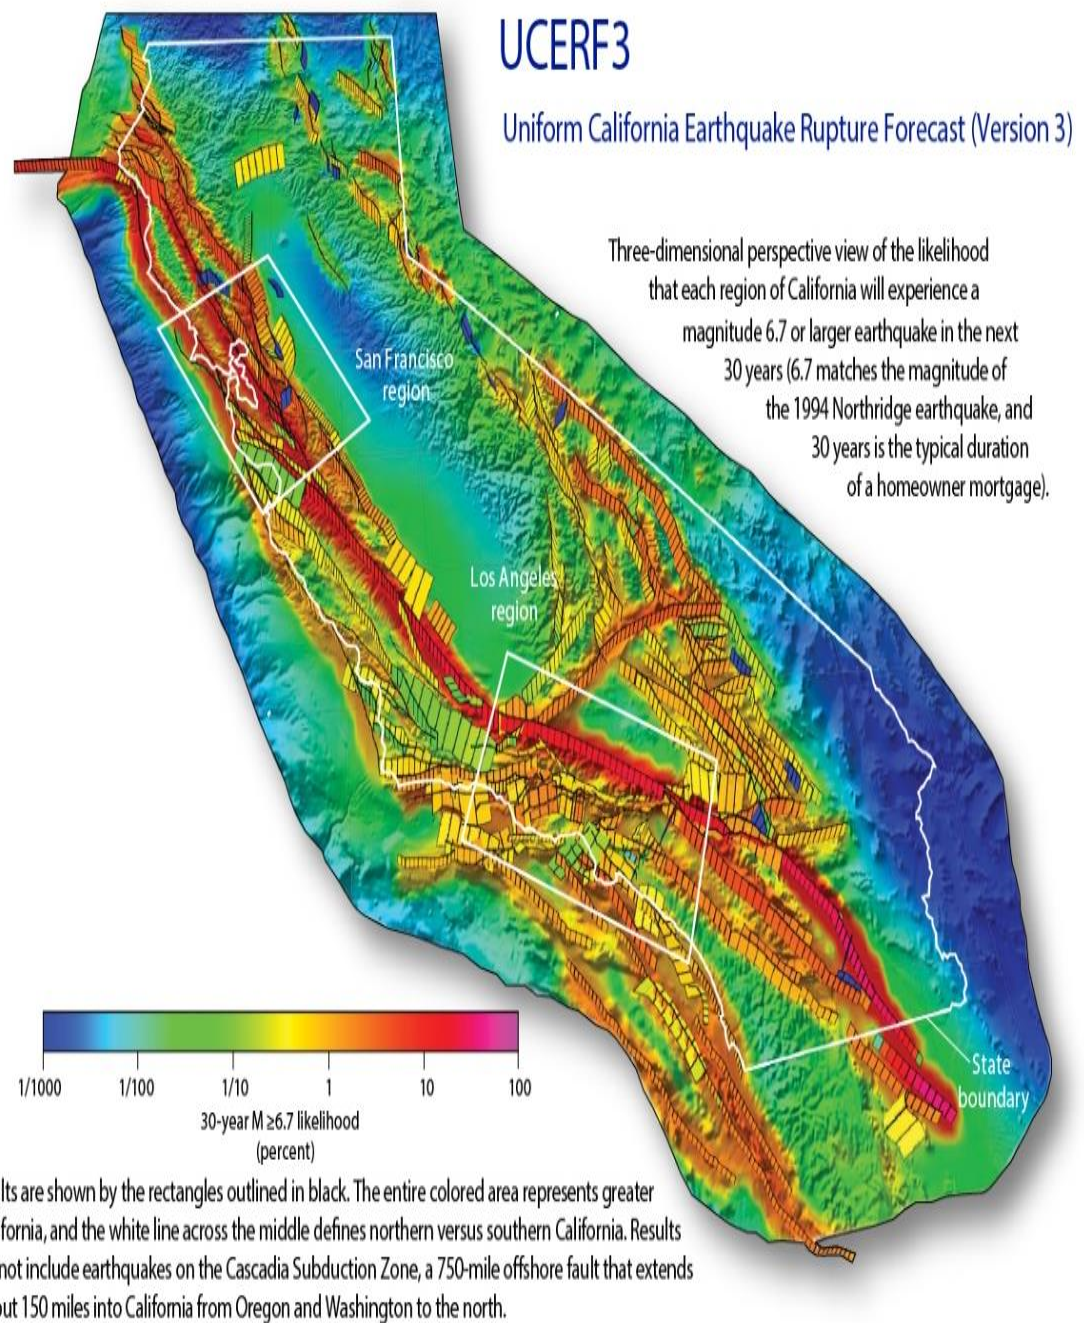 UCERF3
Uniform California Earthquake Rupture Forecast (Version 3)
Three-dimensional perspective view of the likelihood
that each region of California will experience a
magnitude 6.7 or larger earthquake in the next
30 years (6.7 matches the magnitude of
the 1994 Northridge earthquake, and
30 years is the typical duration
of a homeowner mortgage).
San Francisco
region
Los Angeles
region
State
boundary
1/1000 1/100 1/10 1 10 100
30-year M ≥6.7 likelihood
(percent)
lts are shown by the rectangles outlined in black. The entire colored area represents greater
ifornia, and the white line across the middle defines northern versus southern California. Results
not include earthquakes on the Cascadia Subduction Zone, a 750-mile offshore fault that extends
out 150 miles into California from Oregon and Washington to the north.